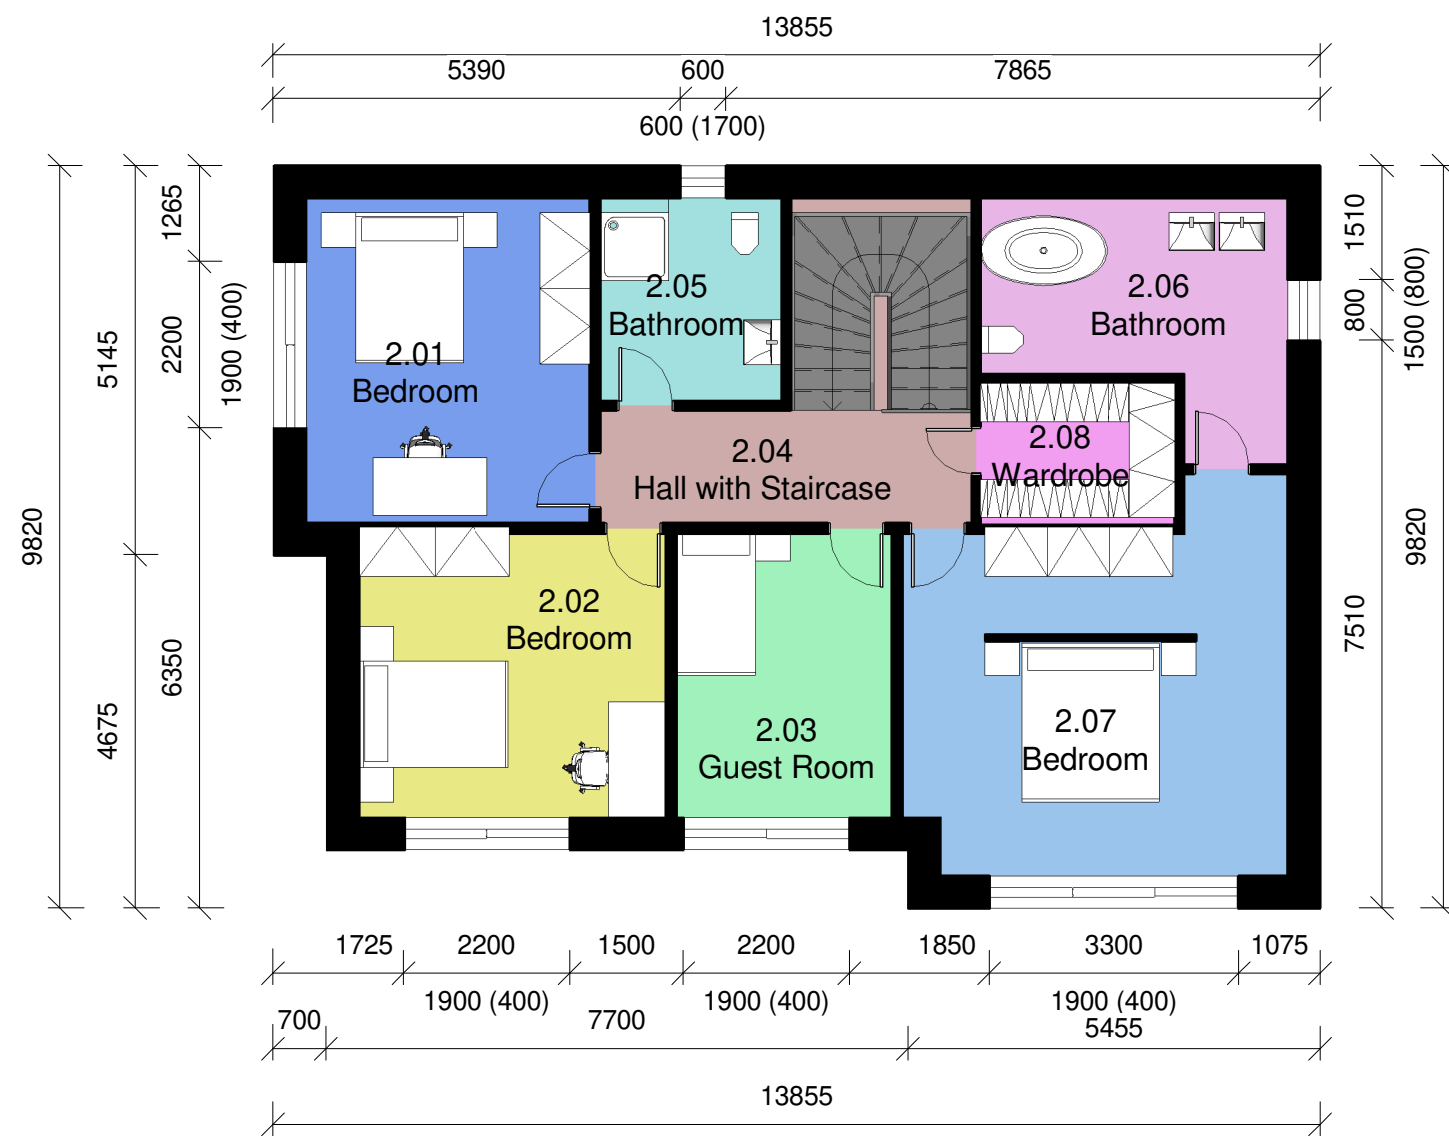 13855
5390 600 7865
600 (1700)
9820
5145
4675
1265
2200
6350
1900 (400)
1510
800
7510
1500 (800)
9820
2.01
Bedroom
2.05
Bathroom
2.06
Bathroom
2.04
Hall with Staircase
2.08
Wardrobe
2.02
Bedroom
2.03
Guest Room
2.07
Bedroom
1725 2200 1500 2200 1850 3300 1075
1900 (400) 1900 (400) 1900 (400)
700 7700 5455
13855